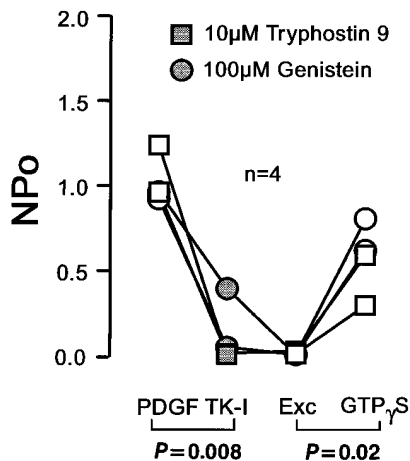 2.0
10µM Tryphostin 9
100µM Genistein
1.5
NPo
n=4
1.0
0.5
0.0
PDGF TK-I Exc GTPγS
P=0.008 P=0.02